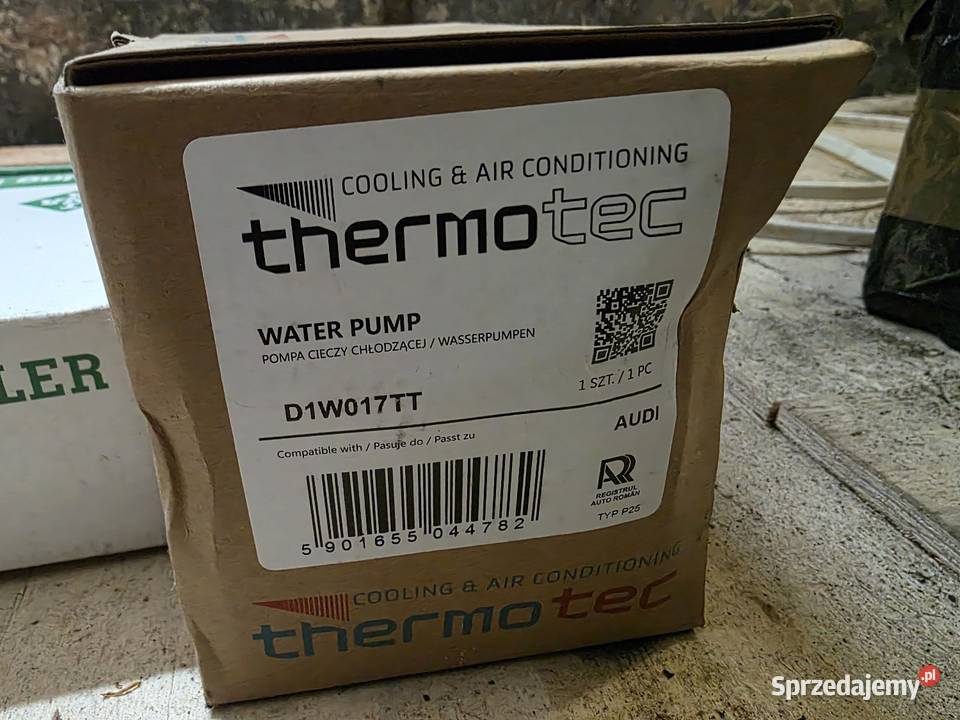 COOLING & AIR CONDITIONING
thermotec
WATER PUMP
POMPA CIECZY CHŁODZĄCEJ / WASSERPUMPEN
1 SZT. / 1 PC
D1W017TT
AUDI
Compatible with / Pasuje do / Passt zu
REGISTRUL
AUTO ROMÂN
TYP P25
5 901655 044782
COOLING & AIR CONDITIONING
thermotec
LER
Sprzedajemy.pl